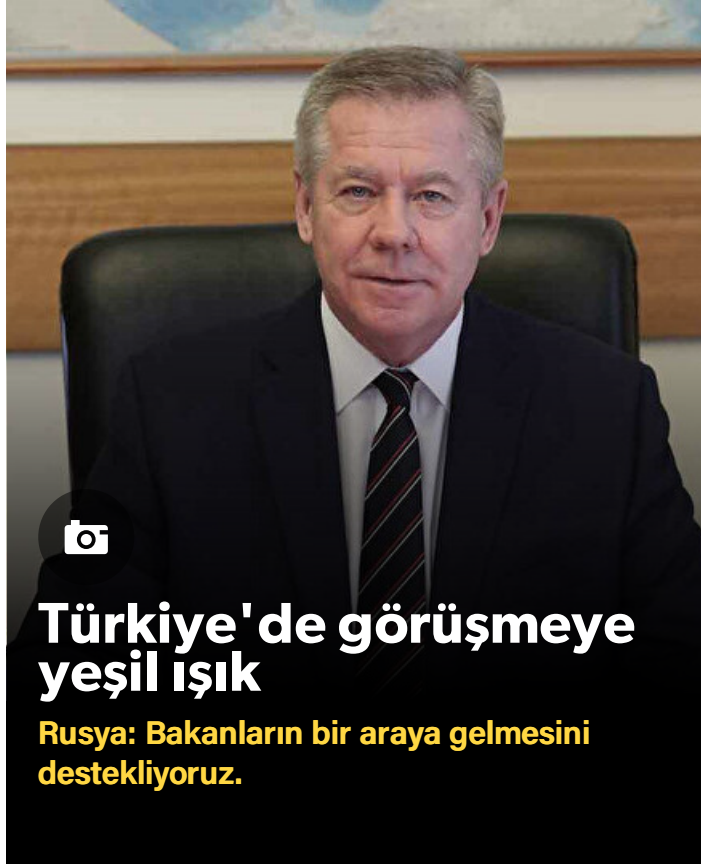 Türkiye'de görüşmeye
yeşil ışık
Rusya: Bakanların bir araya gelmesini
destekliyoruz.